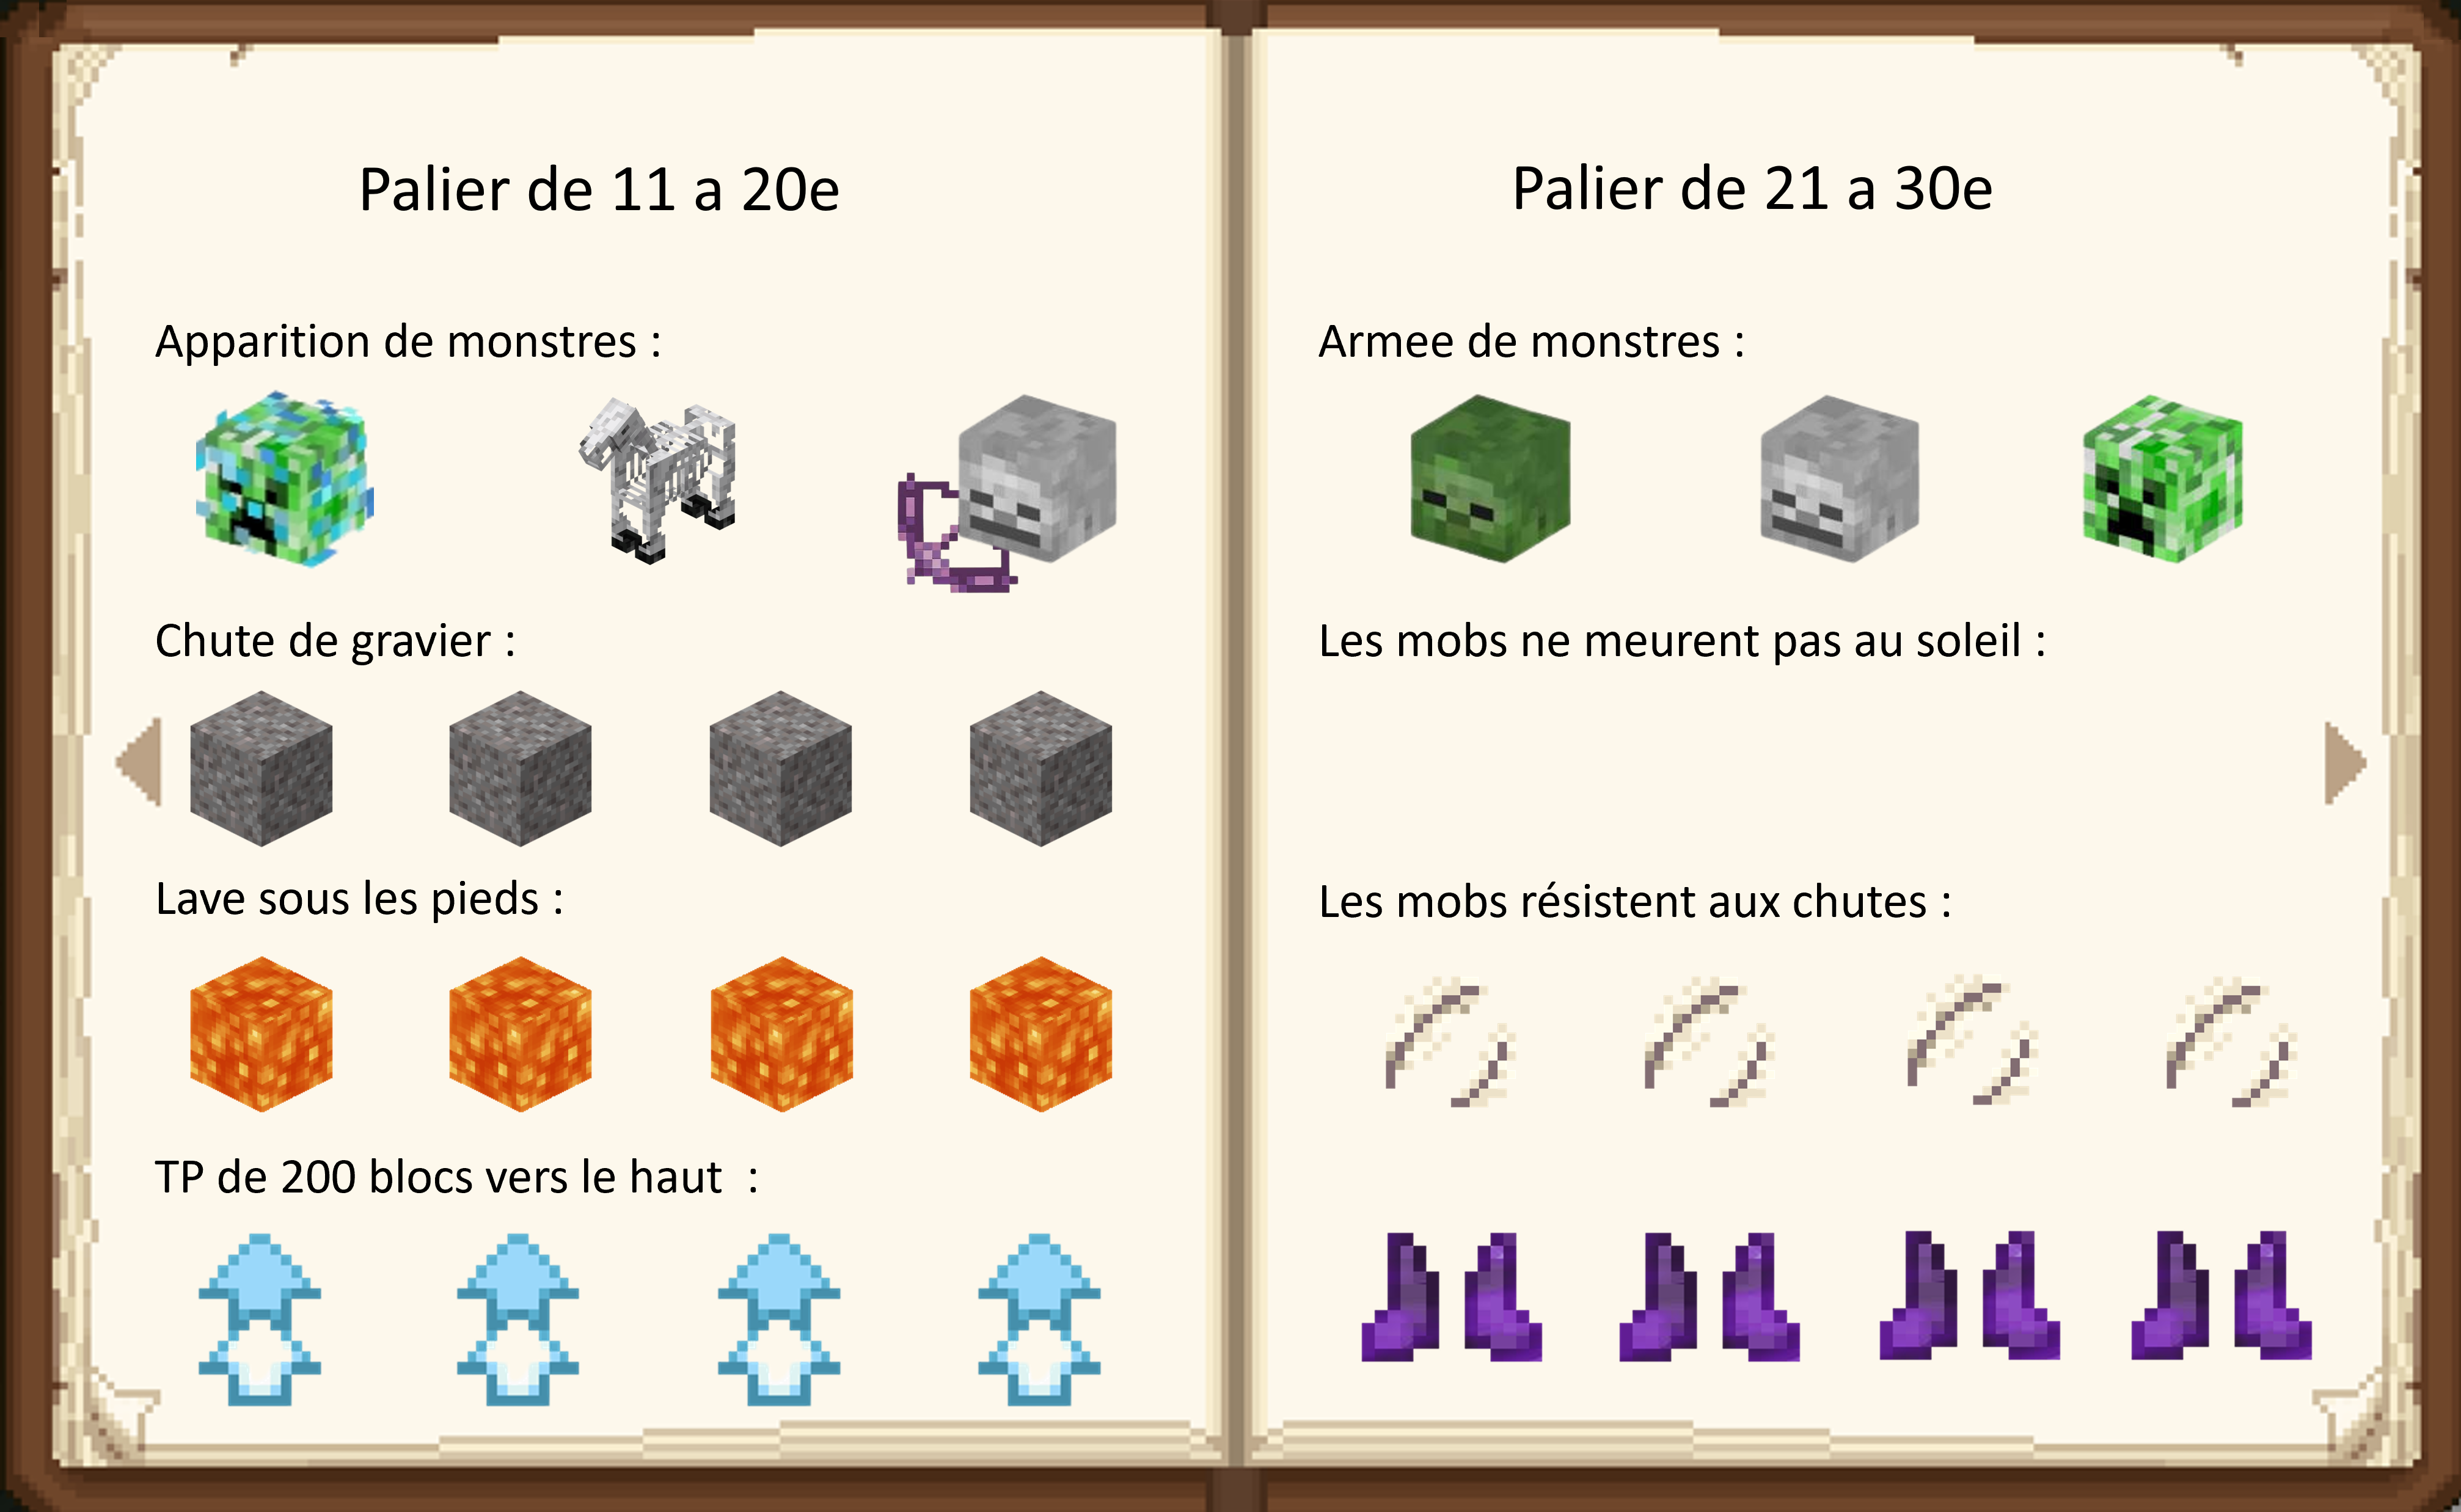 Palier de 11 a 20e
Apparition de monstres :
Chute de gravier :
Lave sous les pieds :
TP de 200 blocs vers le haut  :
Palier de 21 a 30e
Armee de monstres :
Les mobs ne meurent pas au soleil :
Les mobs résistent aux chutes :